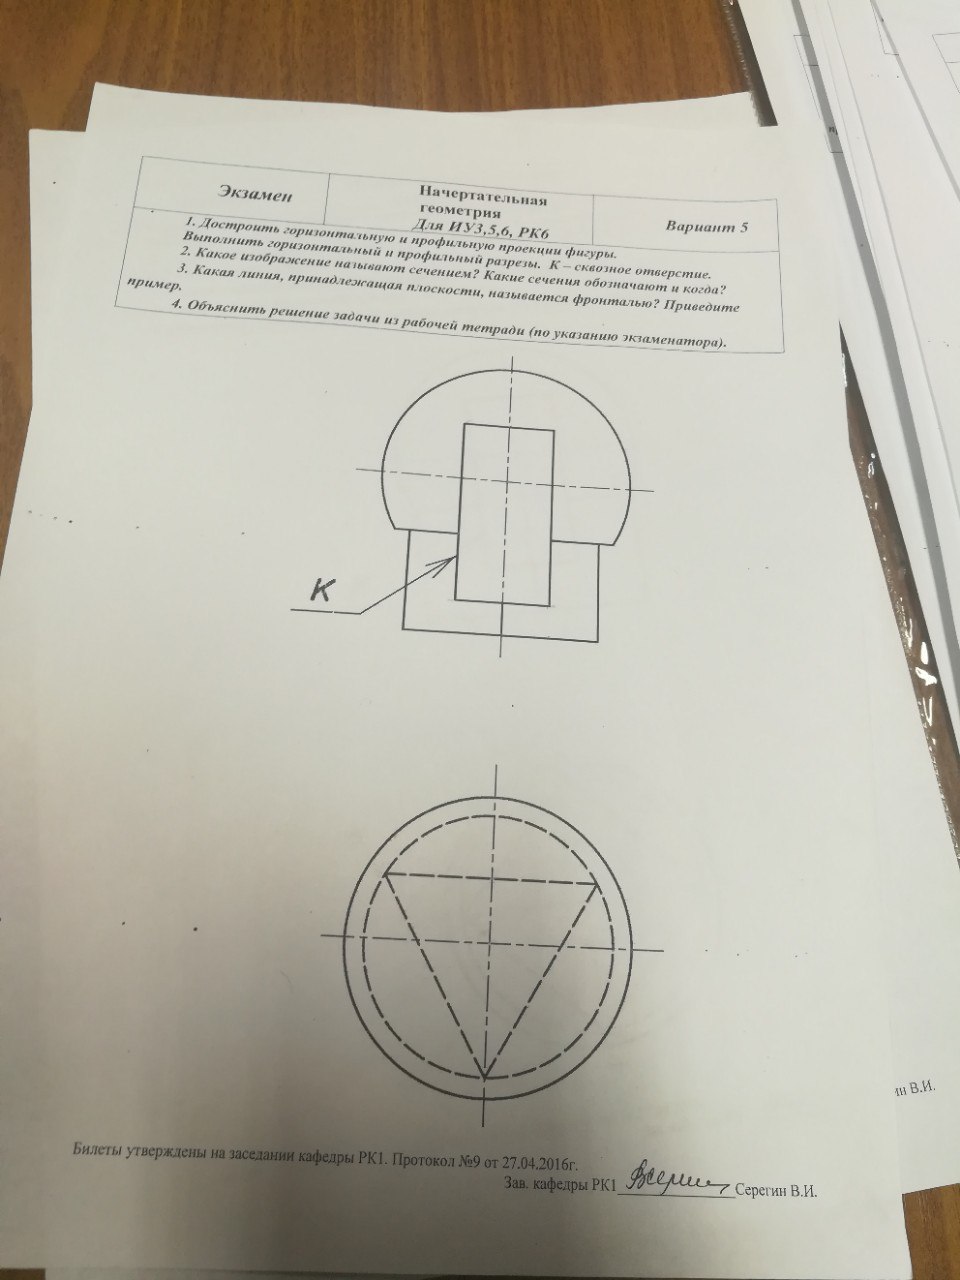 Экзамен
Начертательная
геометрия
Для ИУ3,5,6, РК6
Вариант 5
1. Достроить горизонтальную и профильную проекции фигуры.
Выполнить горизонтальный и профильный разрезы. К – сквозное отверстие.
2. Какое изображение называют сечением? Какие сечения обозначают и когда?
3. Какая линия, принадлежащая плоскости, называется фронталью? Приведите
пример.
4. Объяснить решение задачи из рабочей тетради (по указанию экзаменатора).
К
ин В.И.
Билеты утверждены на заседании кафедры РК1. Протокол №9 от 27.04.2016г.
Зав. кафедры РК1 Серегин В.И.